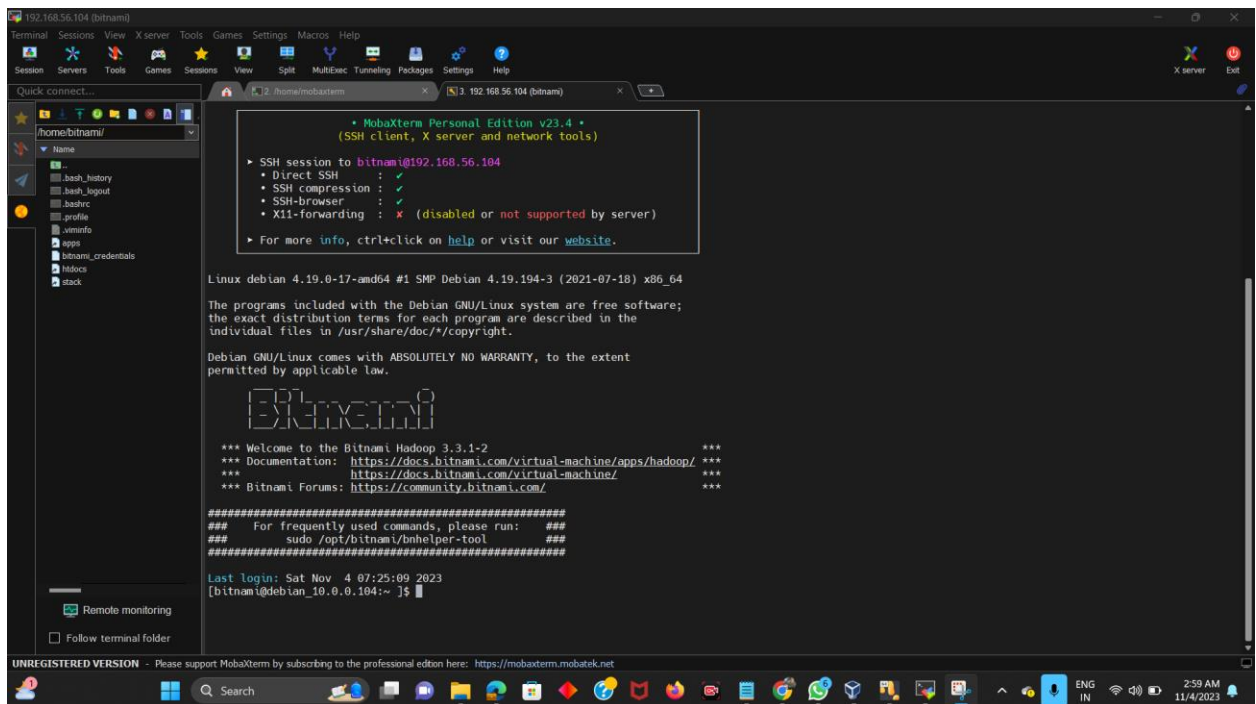 192.168.56.104 (bitnami)
Terminal Sessions View X server Tools Games Settings Macros Help
Session Servers Tools Games Sessions View Split MultiExec Tunneling Packages Settings Help
X server Exit
Quick connect...
2. /home/mobaxterm
3. 192.168.56.104 (bitnami)
/home/bitnami/
Name
..
.bash_history
.bash_logout
.bashrc
.profile
.viminfo
apps
bitnami_credentials
htdocs
stack
Remote monitoring
Follow terminal folder
• MobaXterm Personal Edition v23.4 •
(SSH client, X server and network tools)
► SSH session to bitnami@192.168.56.104
• Direct SSH : ✔
• SSH compression : ✔
• SSH-browser : ✔
• X11-forwarding : ✘ (disabled or not supported by server)
► For more info, ctrl+click on help or visit our website.
Linux debian 4.19.0-17-amd64 #1 SMP Debian 4.19.194-3 (2021-07-18) x86_64
The programs included with the Debian GNU/Linux system are free software;
the exact distribution terms for each program are described in the
individual files in /usr/share/doc/*/copyright.
Debian GNU/Linux comes with ABSOLUTELY NO WARRANTY, to the extent
permitted by applicable law.
Bitnami
*** Welcome to the Bitnami Hadoop 3.3.1-2 ***
*** Documentation: https://docs.bitnami.com/virtual-machine/apps/hadoop/ ***
*** https://docs.bitnami.com/virtual-machine/ ***
*** Bitnami Forums: https://community.bitnami.com/ ***
#######################################################
### For frequently used commands, please run: ###
### sudo /opt/bitnami/bnhelper-tool ###
#######################################################
Last login: Sat Nov 4 07:25:09 2023
[bitnami@debian_10.0.0.104:~ ]$
UNREGISTERED VERSION - Please support MobaXterm by subscribing to the professional edition here: https://mobaxterm.mobatek.net
1
Search
6
ENG
IN
2:59 AM
11/4/2023